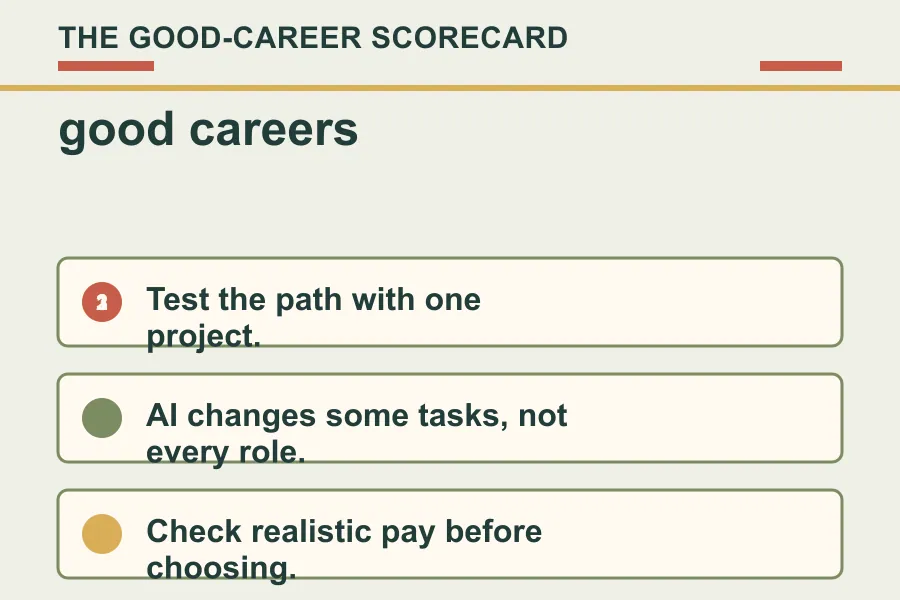 THE GOOD-CAREER SCORECARD
good careers
Test the path with one
project.
AI changes some tasks, not
every role.
Check realistic pay before
choosing.